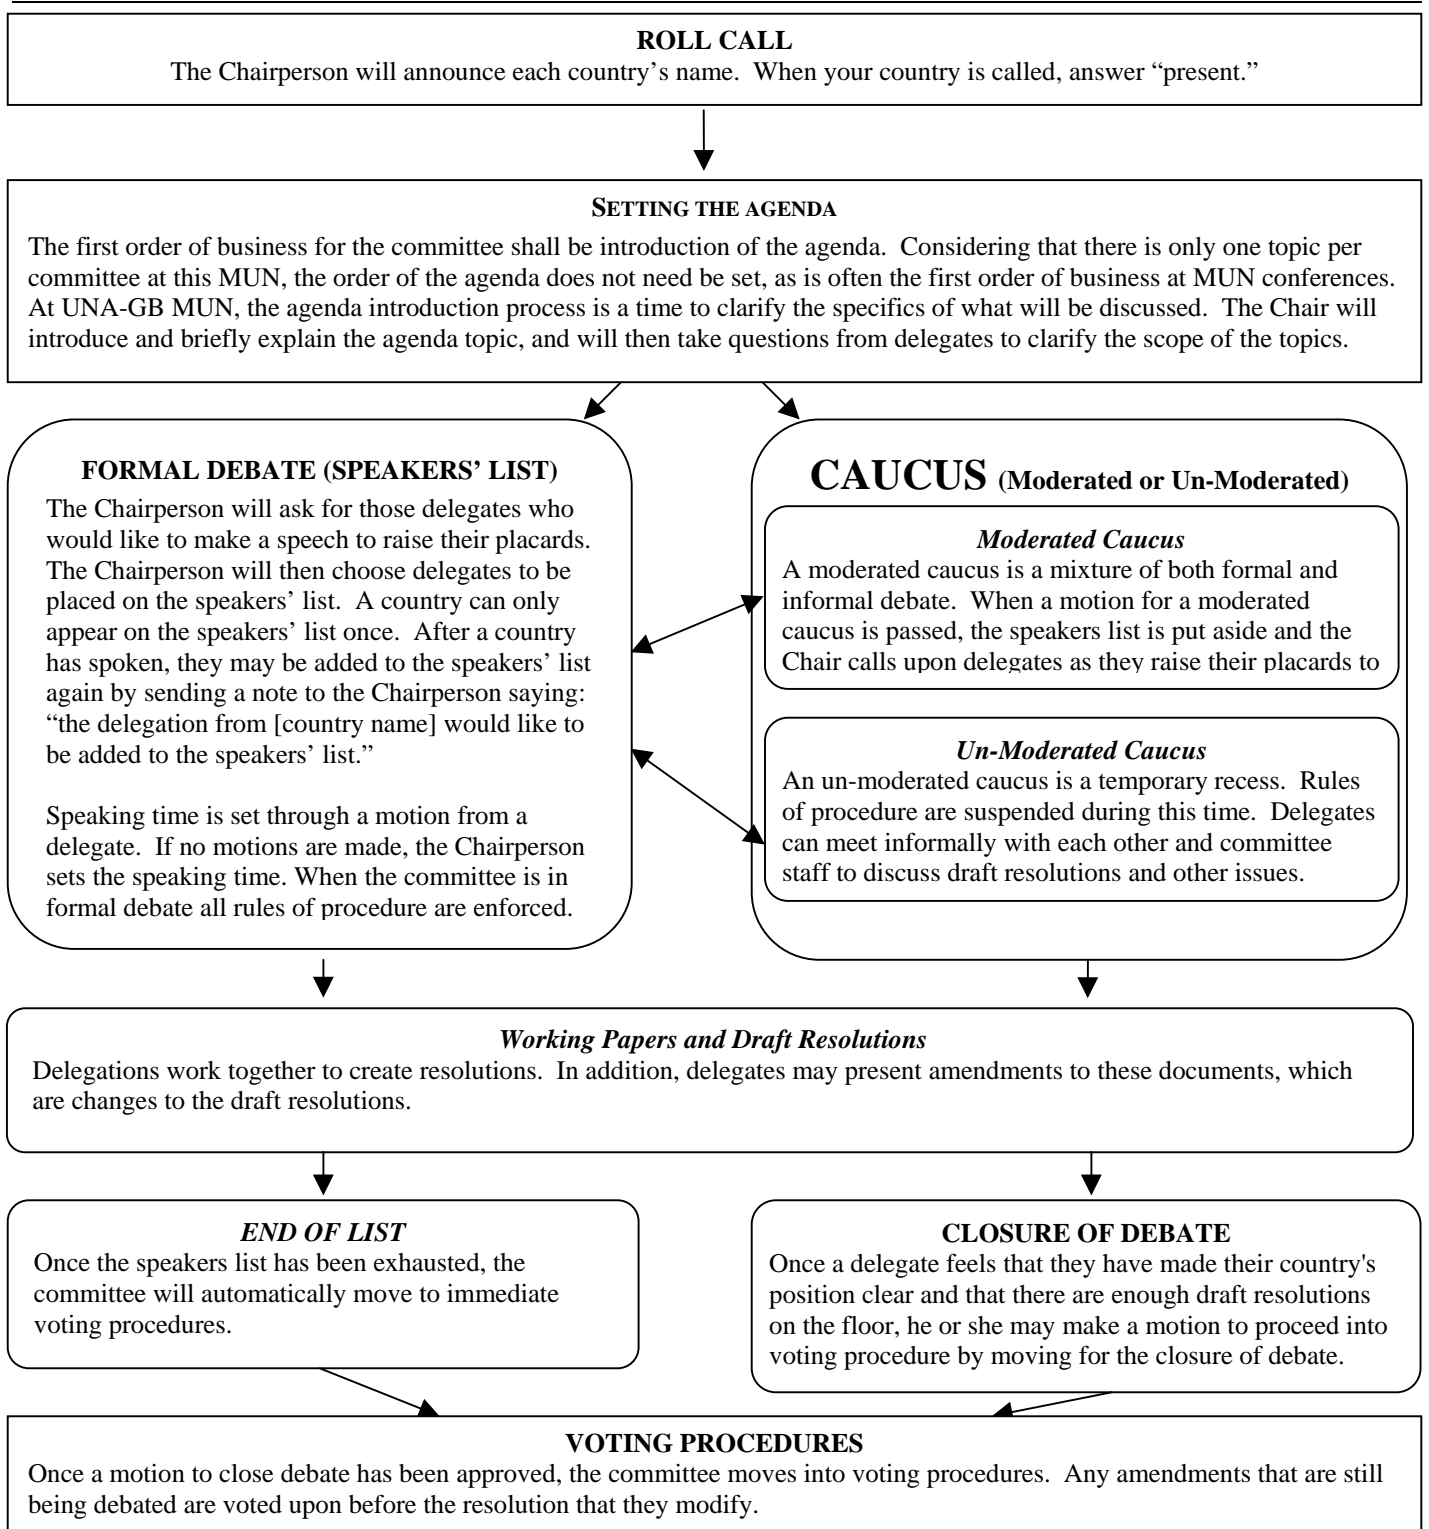 ROLL CALL
The Chairperson will announce each country’s name.  When your country is called, answer “present.”
SETTING THE AGENDA
The first order of business for the committee shall be introduction of the agenda.  Considering that there is only one topic per
committee at this MUN, the order of the agenda does not need be set, as is often the first order of business at MUN conferences.
At UNA-GB MUN, the agenda introduction process is a time to clarify the specifics of what will be discussed.  The Chair will
introduce and briefly explain the agenda topic, and will then take questions from delegates to clarify the scope of the topics.
FORMAL DEBATE (SPEAKERS’ LIST)
The Chairperson will ask for those delegates who
would like to make a speech to raise their placards.
The Chairperson will then choose delegates to be
placed on the speakers’ list.  A country can only
appear on the speakers’ list once.  After a country
has spoken, they may be added to the speakers’ list
again by sending a note to the Chairperson saying:
“the delegation from [country name] would like to
be added to the speakers’ list.”
Speaking time is set through a motion from a
delegate.  If no motions are made, the Chairperson
sets the speaking time. When the committee is in
formal debate all rules of procedure are enforced.
CAUCUS (Moderated or Un-Moderated)
Moderated Caucus
A moderated caucus is a mixture of both formal and
informal debate.  When a motion for a moderated
caucus is passed, the speakers list is put aside and the
Chair calls upon delegates as they raise their placards to
Un-Moderated Caucus
An un-moderated caucus is a temporary recess.  Rules
of procedure are suspended during this time.  Delegates
can meet informally with each other and committee
staff to discuss draft resolutions and other issues.
Working Papers and Draft Resolutions
Delegations work together to create resolutions.  In addition, delegates may present amendments to these documents, which
are changes to the draft resolutions.
END OF LIST
Once the speakers list has been exhausted, the
committee will automatically move to immediate
voting procedures.
CLOSURE OF DEBATE
Once a delegate feels that they have made their country's
position clear and that there are enough draft resolutions
on the floor, he or she may make a motion to proceed into
voting procedure by moving for the closure of debate.
VOTING PROCEDURES
Once a motion to close debate has been approved, the committee moves into voting procedures.  Any amendments that are still
being debated are voted upon before the resolution that they modify.